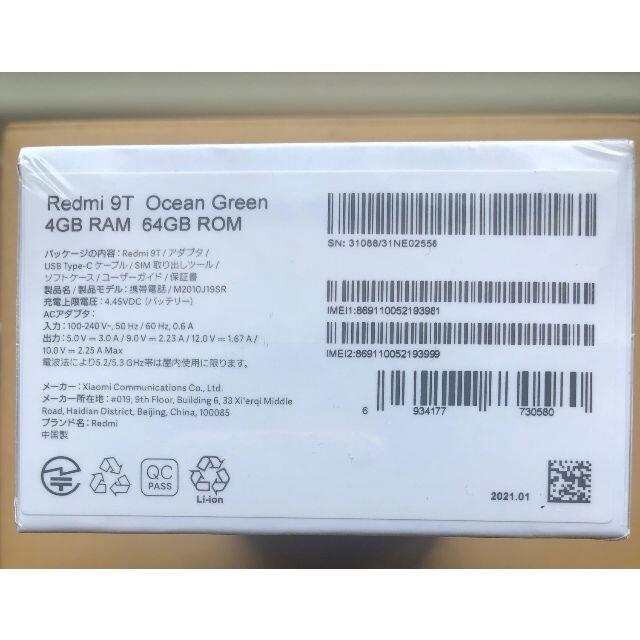 Redmi 9T Ocean Green
4GB RAM 64GB ROM
パッケージの内容：Redmi 9T / アダプタ /
USB Type-C ケーブル / SIM 取り出しツール /
ソフトケース / ユーザーガイド / 保証書
製品名 / 製品モデル：携帯電話 / M2010J19SR
充電上限電圧：4.45VDC (バッテリー)
ACアダプタ：
入力：100-240 V~, 50 Hz / 60 Hz, 0.6 A
出力：5.0 V = 3.0 A / 9.0 V = 2.23 A / 12.0 V = 1.67 A /
10.0 V = 2.25 A Max
電波法により5.2/5.3 GHz帯は屋内使用に限ります。
メーカー：Xiaomi Communications Co., Ltd.
メーカー所在地：#019, 9th Floor, Building 6, 33 Xi'erqi Middle
Road, Haidian District, Beijing, China, 100085
ブランド名：Redmi
中国製
QC
PASS
Li-ion
SN: 31088/31NE02556
IMEI1:869110052193981
IMEI2:869110052193999
6 934177 730580
2021.01